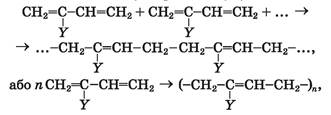 CH₂=C–CH=CH₂ + CH₂=C–CH=CH₂ + ... →
Y Y
→ ...–CH₂–C=CH–CH₂–CH₂–C=CH–CH₂–...,
Y Y
або n CH₂=C–CH=CH₂ → (–CH₂–C=CH–CH₂–)ₙ,
Y Y